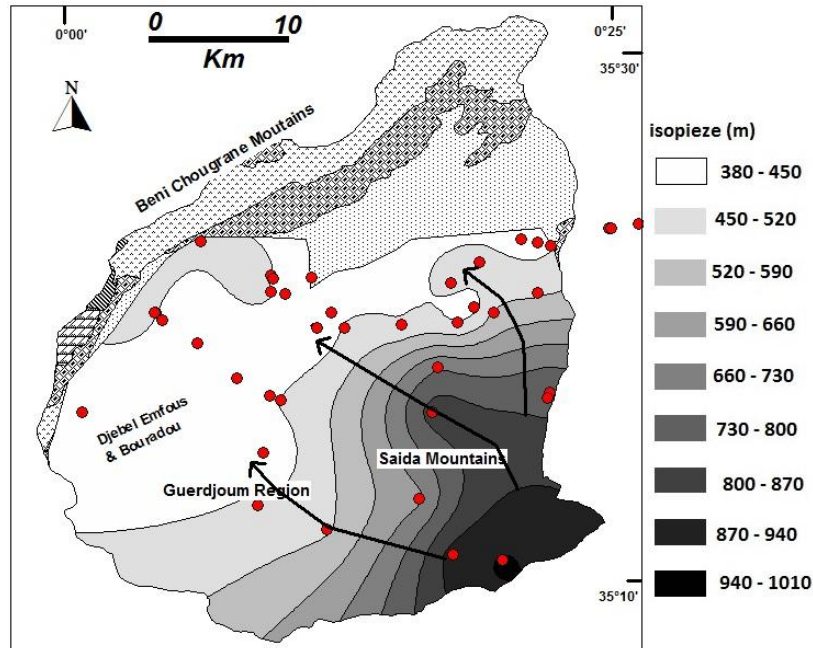 0°00'
0
10
Km
0°25'
35°30'
N
Beni Chougrane Moutains
isopieze (m)
380 - 450
450 - 520
520 - 590
590 - 660
660 - 730
730 - 800
800 - 870
870 - 940
940 - 1010
Djebel Emfous
& Bouradou
Saida Mountains
Guerdjoum Region
35°10'